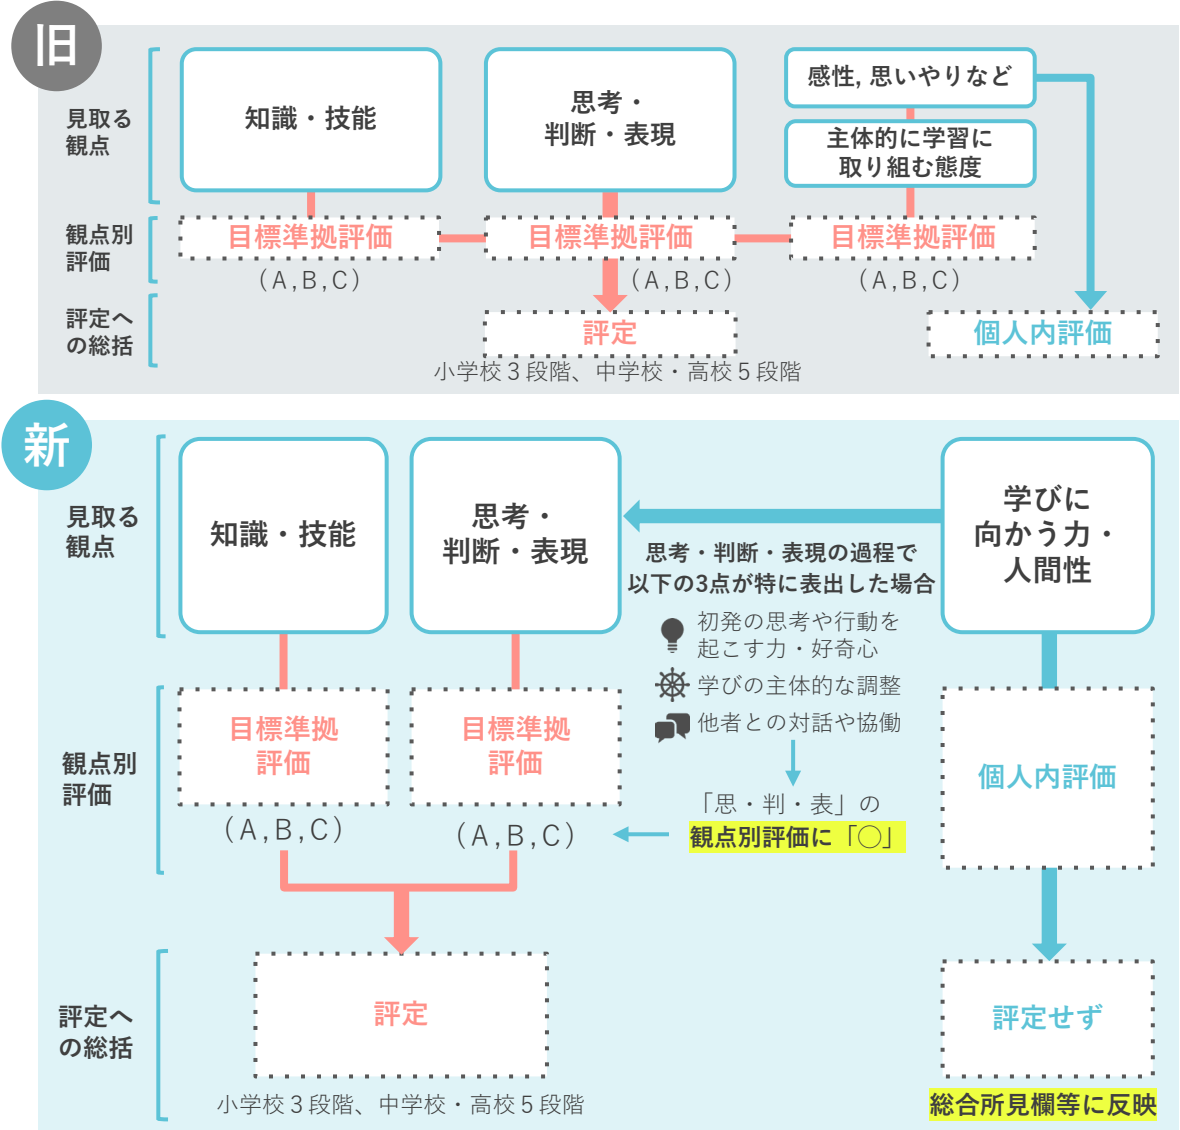 旧
見取る
観点
知識・技能
思考・
判断・表現
感性, 思いやりなど
主体的に学習に
取り組む態度
観点別
評価
目標準拠評価
目標準拠評価
目標準拠評価
(A,B,C)
(A,B,C)
(A,B,C)
評定へ
の総括
評定
個人内評価
小学校３段階、中学校・高校５段階
新
見取る
観点
知識・技能
思考・
判断・表現
学びに
向かう力・
人間性
思考・判断・表現の過程で
以下の3点が特に表出した場合
初発の思考や行動を
起こす力・好奇心
学びの主体的な調整
他者との対話や協働
観点別
評価
目標準拠
評価
目標準拠
評価
個人内評価
(A,B,C)
(A,B,C)
「思・判・表」の
観点別評価に「〇」
評定へ
の総括
評定
評定せず
小学校３段階、中学校・高校５段階
総合所見欄等に反映